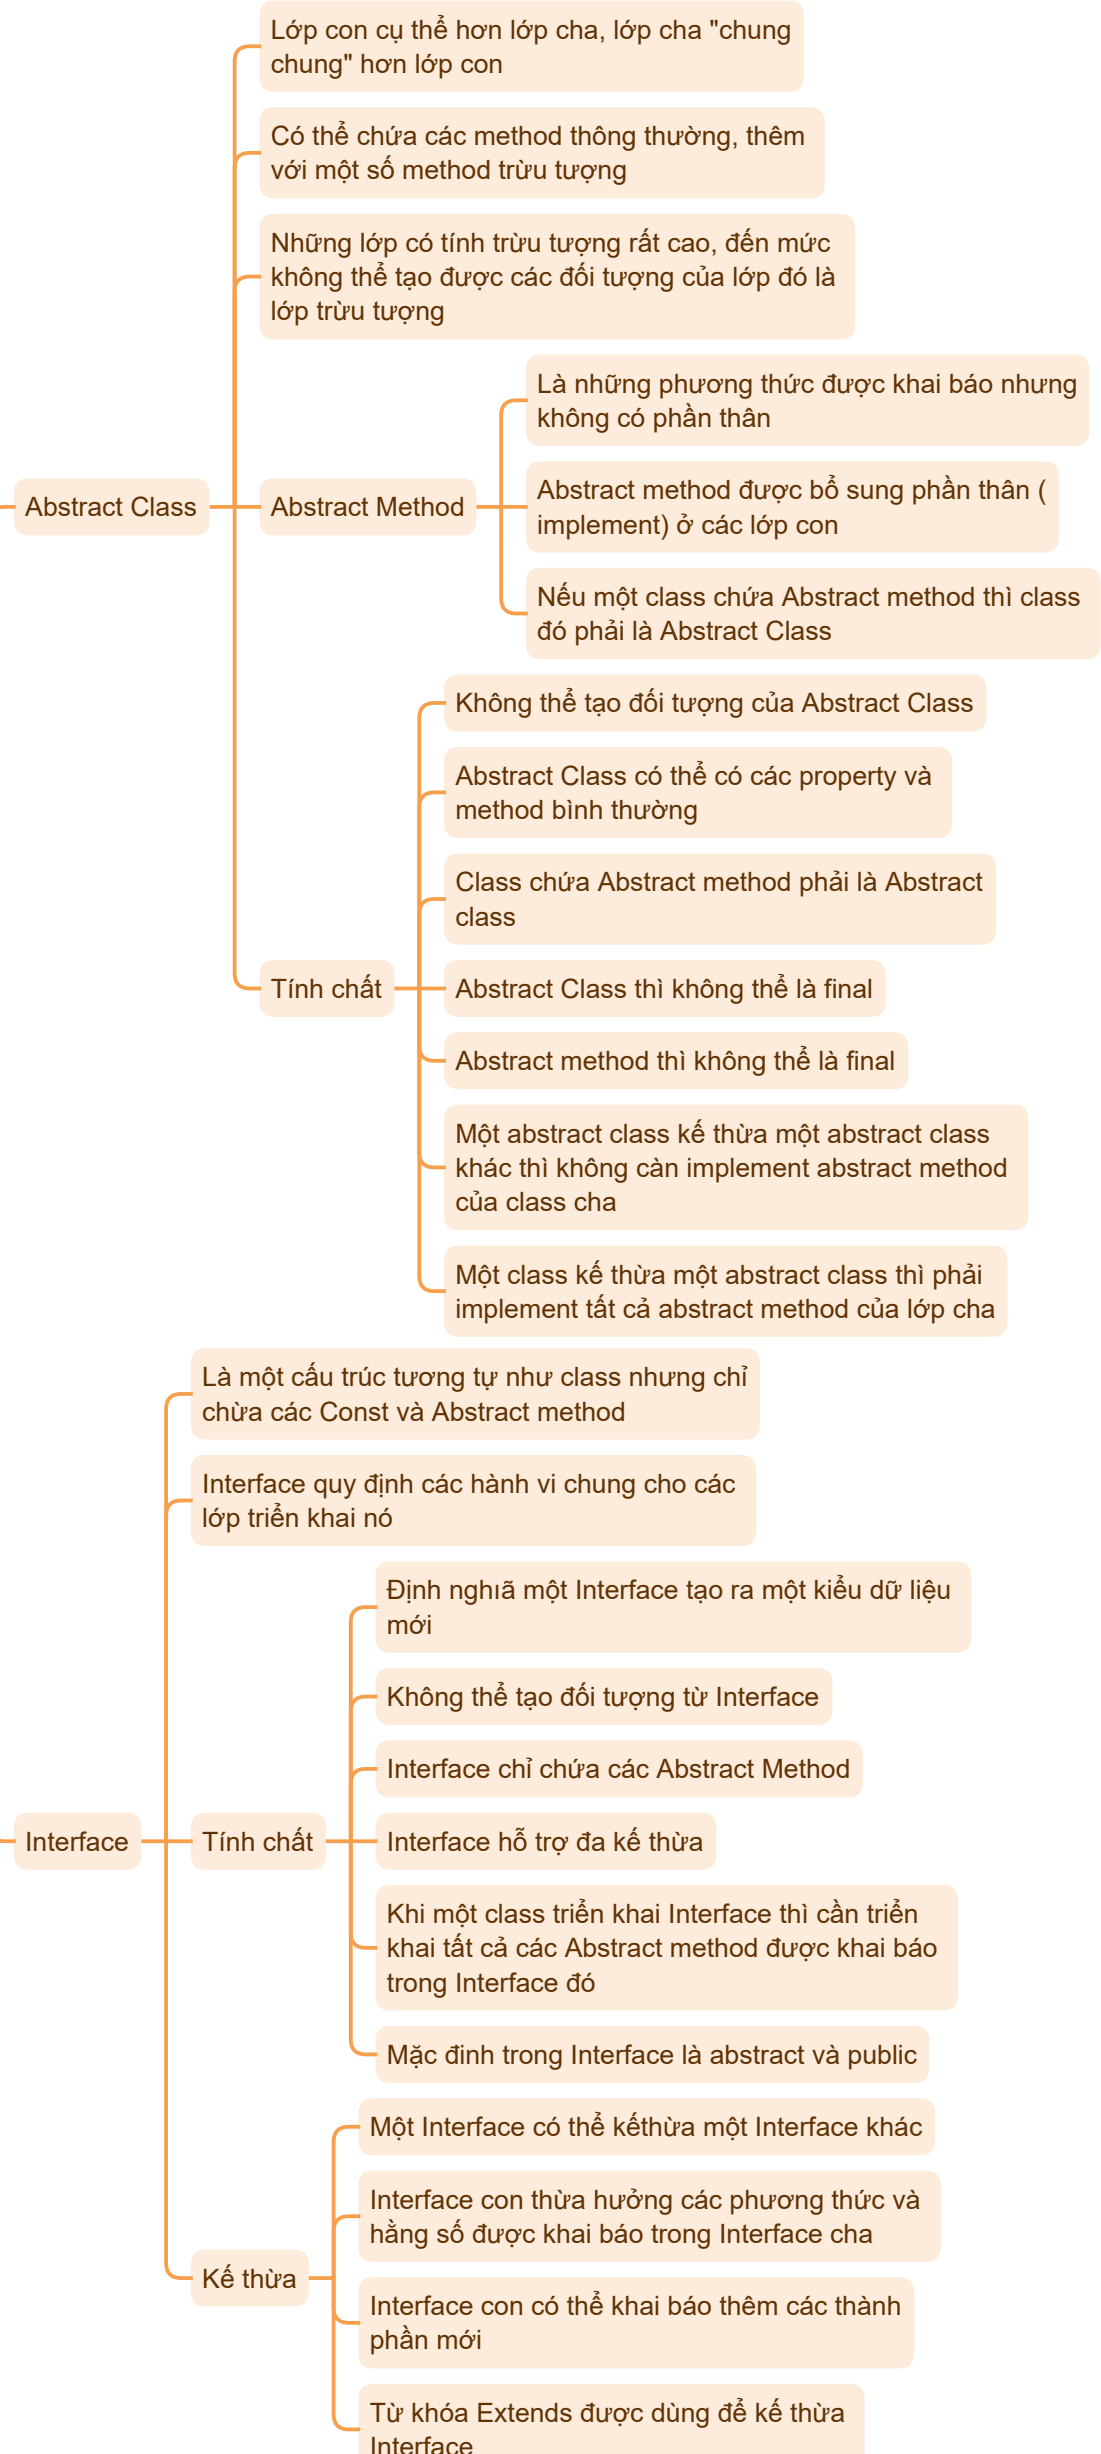 Lớp con cụ thể hơn lớp cha, lớp cha "chung
chung" hơn lớp con
Có thể chứa các method thông thường, thêm
với một số method trừu tượng
Những lớp có tính trừu tượng rất cao, đến mức
không thể tạo được các đối tượng của lớp đó là
lớp trừu tượng
Abstract Class
Abstract Method
Là những phương thức được khai báo nhưng
không có phần thân
Abstract method được bổ sung phần thân (
implement) ở các lớp con
Nếu một class chứa Abstract method thì class
đó phải là Abstract Class
Tính chất
Không thể tạo đối tượng của Abstract Class
Abstract Class có thể có các property và
method bình thường
Class chứa Abstract method phải là Abstract
class
Abstract Class thì không thể là final
Abstract method thì không thể là final
Một abstract class kế thừa một abstract class
khác thì không càn implement abstract method
của class cha
Một class kế thừa một abstract class thì phải
implement tất cả abstract method của lớp cha
Interface
Là một cấu trúc tương tự như class nhưng chỉ
chừa các Const và Abstract method
Interface quy định các hành vi chung cho các
lớp triển khai nó
Tính chất
Định nghıã một Interface tạo ra một kiểu dữ liệu
mới
Không thể tạo đối tượng từ Interface
Interface chỉ chứa các Abstract Method
Interface hỗ trợ đa kế thừa
Khi một class triển khai Interface thì cần triển
khai tất cả các Abstract method được khai báo
trong Interface đó
Mặc đinh trong Interface là abstract và public
Kế thừa
Một Interface có thể kếthừa một Interface khác
Interface con thừa hưởng các phương thức và
hằng số được khai báo trong Interface cha
Interface con có thể khai báo thêm các thành
phần mới
Từ khóa Extends được dùng để kế thừa
Interface